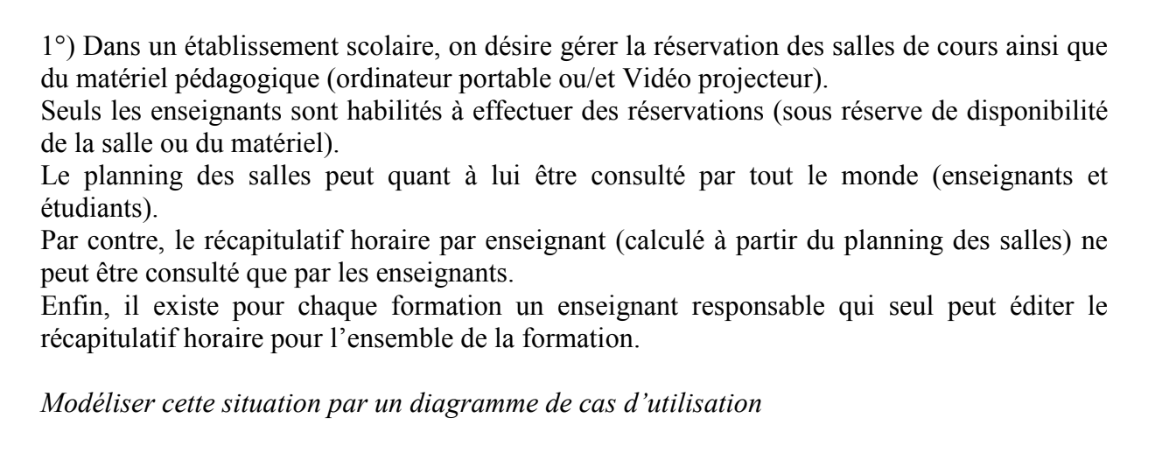 1°) Dans un établissement scolaire, on désire gérer la réservation des salles de cours ainsi que
du matériel pédagogique (ordinateur portable ou/et Vidéo projecteur).
Seuls les enseignants sont habilités à effectuer des réservations (sous réserve de disponibilité
de la salle ou du matériel).
Le planning des salles peut quant à lui être consulté par tout le monde (enseignants et
étudiants).
Par contre, le récapitulatif horaire par enseignant (calculé à partir du planning des salles) ne
peut être consulté que par les enseignants.
Enfin, il existe pour chaque formation un enseignant responsable qui seul peut éditer le
récapitulatif horaire pour l’ensemble de la formation.
Modéliser cette situation par un diagramme de cas d’utilisation